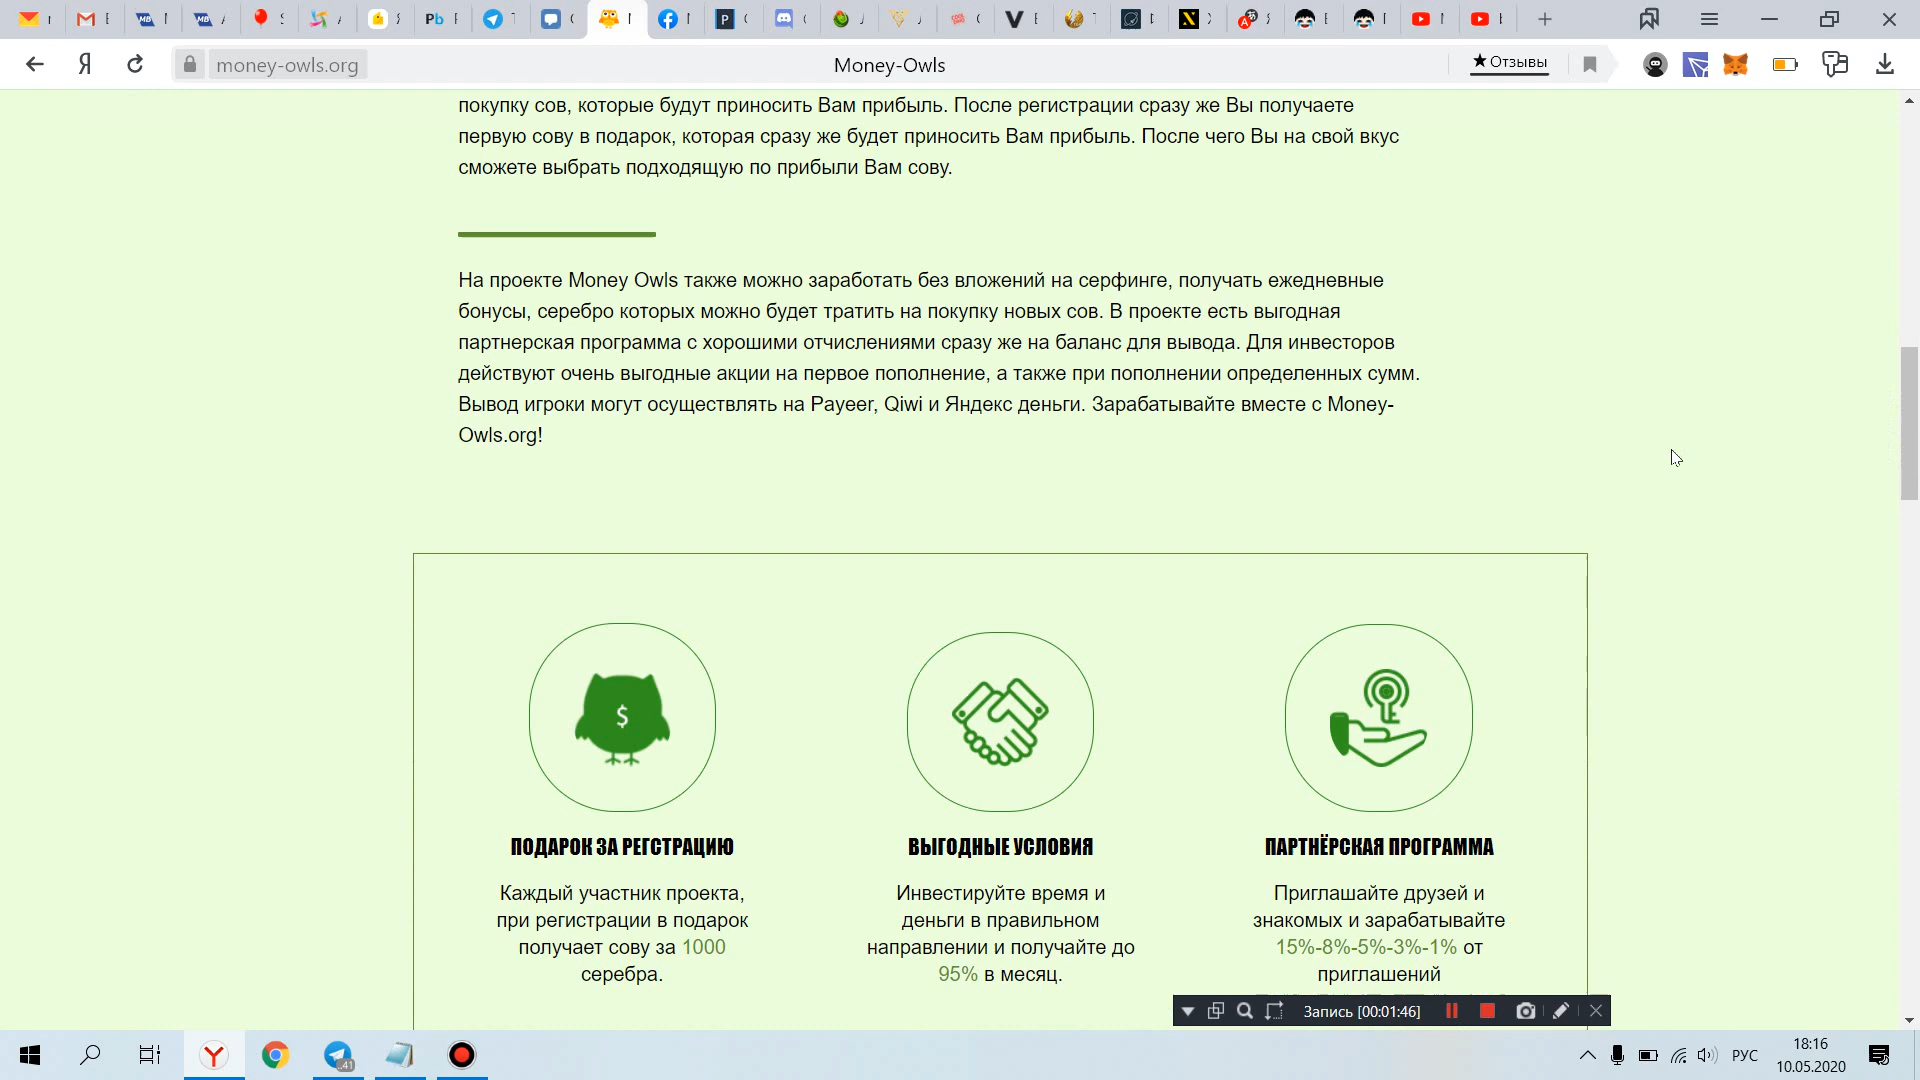 money-owls.org
Money-Owls
★ Отзывы
покупку сов, которые будут приносить Вам прибыль. После регистрации сразу же Вы получаете
первую сову в подарок, которая сразу же будет приносить Вам прибыль. После чего Вы на свой вкус
сможете выбрать подходящую по прибыли Вам сову.
На проекте Money Owls также можно заработать без вложений на серфинге, получать ежедневные
бонусы, серебро которых можно будет тратить на покупку новых сов. В проекте есть выгодная
партнерская программа с хорошими отчислениями сразу же на баланс для вывода. Для инвесторов
действуют очень выгодные акции на первое пополнение, а также при пополнении определенных сумм.
Вывод игроки могут осуществлять на Payeer, Qiwi и Яндекс деньги. Зарабатывайте вместе с Money-
Owls.org!
$
ПОДАРОК ЗА РЕГСТРАЦИЮ
Каждый участник проекта,
при регистрации в подарок
получает сову за 1000
серебра.
ВЫГОДНЫЕ УСЛОВИЯ
Инвестируйте время и
деньги в правильном
направлении и получайте до
95% в месяц.
ПАРТНЁРСКАЯ ПРОГРАММА
Приглашайте друзей и
знакомых и зарабатывайте
15%-8%-5%-3%-1% от
приглашений
Запись [00:01:46]
41
РУС
18:16
10.05.2020